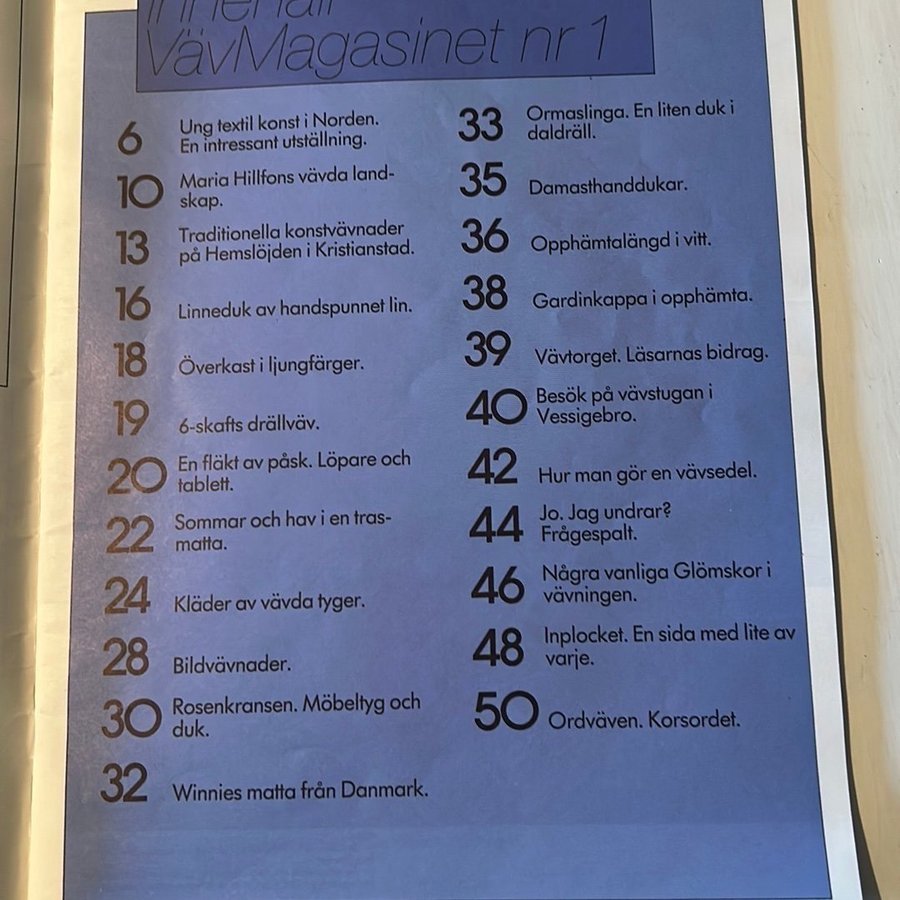 Innehåll
VävMagasinet nr 1
6 Ung textil konst i Norden.
En intressant utställning.
10 Maria Hillfons vävda land-
skap.
13 Traditionella konstvävnader
på Hemslöjden i Kristianstad.
16 Linneduk av handspunnet lin.
18 Överkast i ljungfärger.
19 6-skafts drällväv.
20 En fläkt av påsk. Löpare och
tablett.
22 Sommar och hav i en tras-
matta.
24 Kläder av vävda tyger.
28 Bildvävnader.
30 Rosenkransen. Möbeltyg och
duk.
32 Winnies matta från Danmark.
33 Ormaslinga. En liten duk i
daldräll.
35 Damasthanddukar.
36 Opphämtalängd i vitt.
38 Gardinkappa i opphämta.
39 Vävtorget. Läsarnas bidrag.
40 Besök på vävstugan i
Vessigebro.
42 Hur man gör en vävsedel.
44 Jo. Jag undrar?
Frågespalt.
46 Några vanliga Glömskor i
vävningen.
48 Inplocket. En sida med lite av
varje.
50 Ordväven. Korsordet.